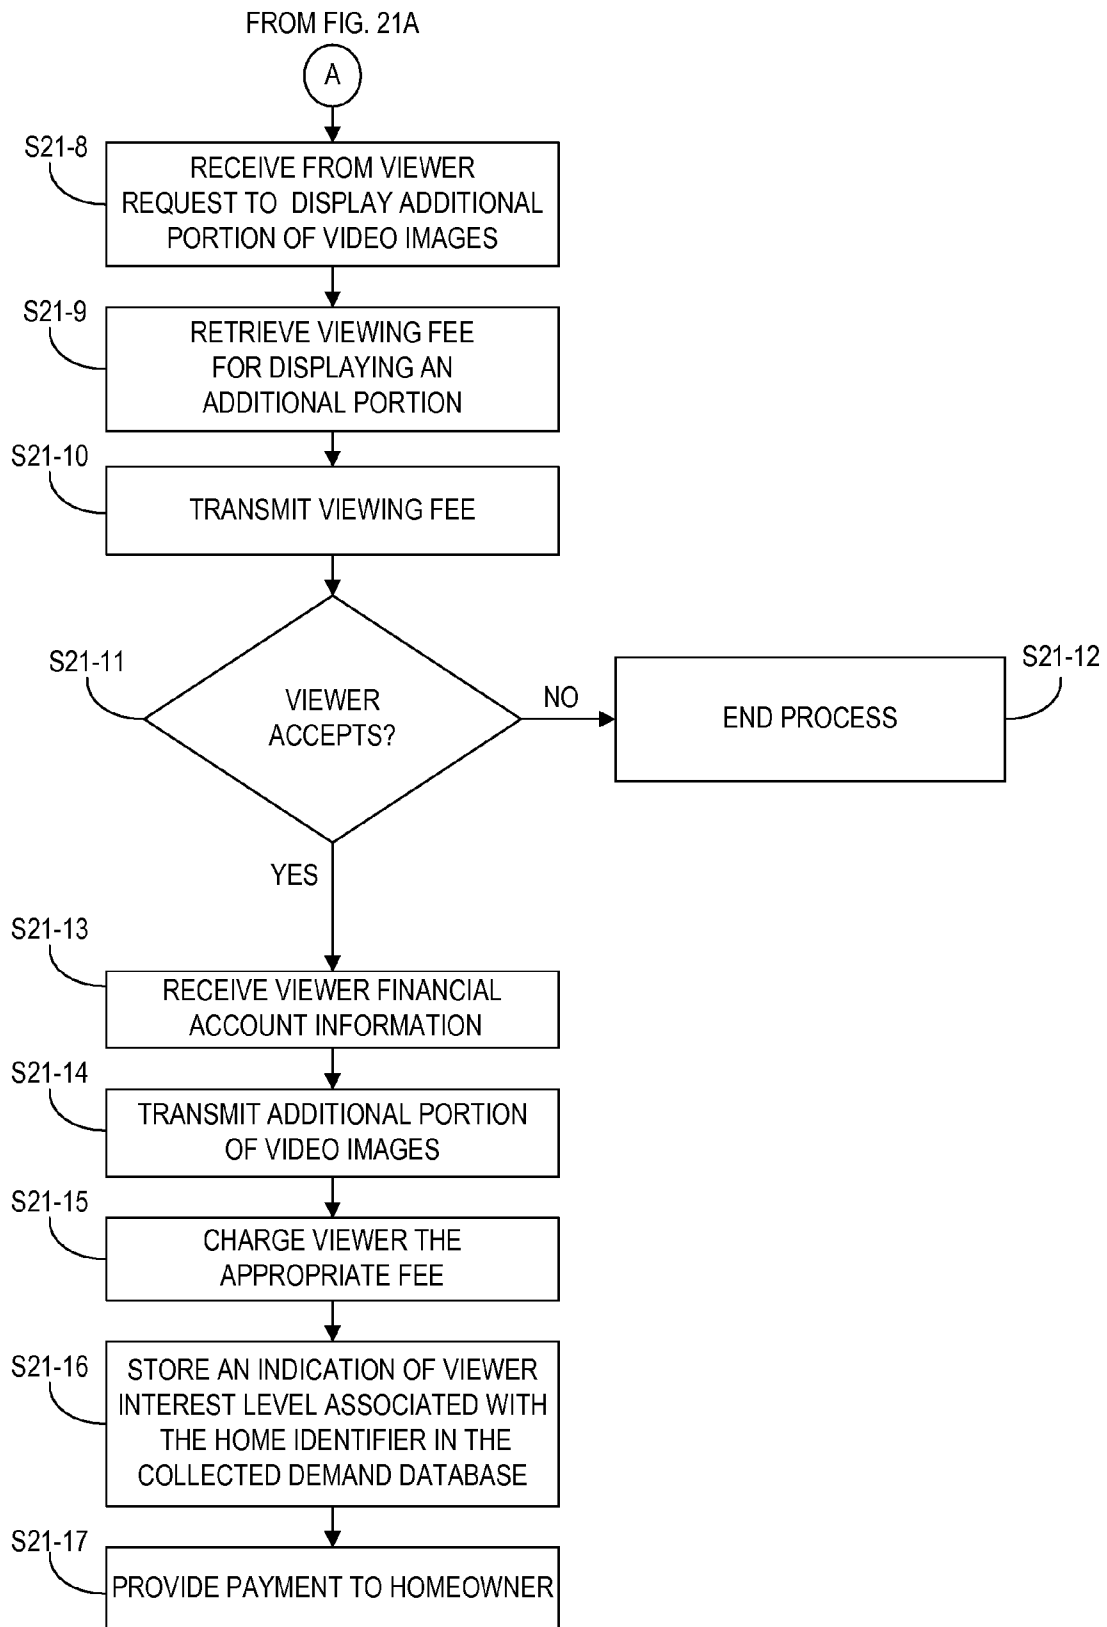 FROM FIG. 21A
A
S21-8
RECEIVE FROM VIEWER
REQUEST TO DISPLAY ADDITIONAL
PORTION OF VIDEO IMAGES
S21-9
RETRIEVE VIEWING FEE
FOR DISPLAYING AN
ADDITIONAL PORTION
S21-10
TRANSMIT VIEWING FEE
S21-11
VIEWER
ACCEPTS?
NO
S21-12
END PROCESS
YES
S21-13
RECEIVE VIEWER FINANCIAL
ACCOUNT INFORMATION
S21-14
TRANSMIT ADDITIONAL PORTION
OF VIDEO IMAGES
S21-15
CHARGE VIEWER THE
APPROPRIATE FEE
S21-16
STORE AN INDICATION OF VIEWER
INTEREST LEVEL ASSOCIATED WITH
THE HOME IDENTIFIER IN THE
COLLECTED DEMAND DATABASE
S21-17
PROVIDE PAYMENT TO HOMEOWNER